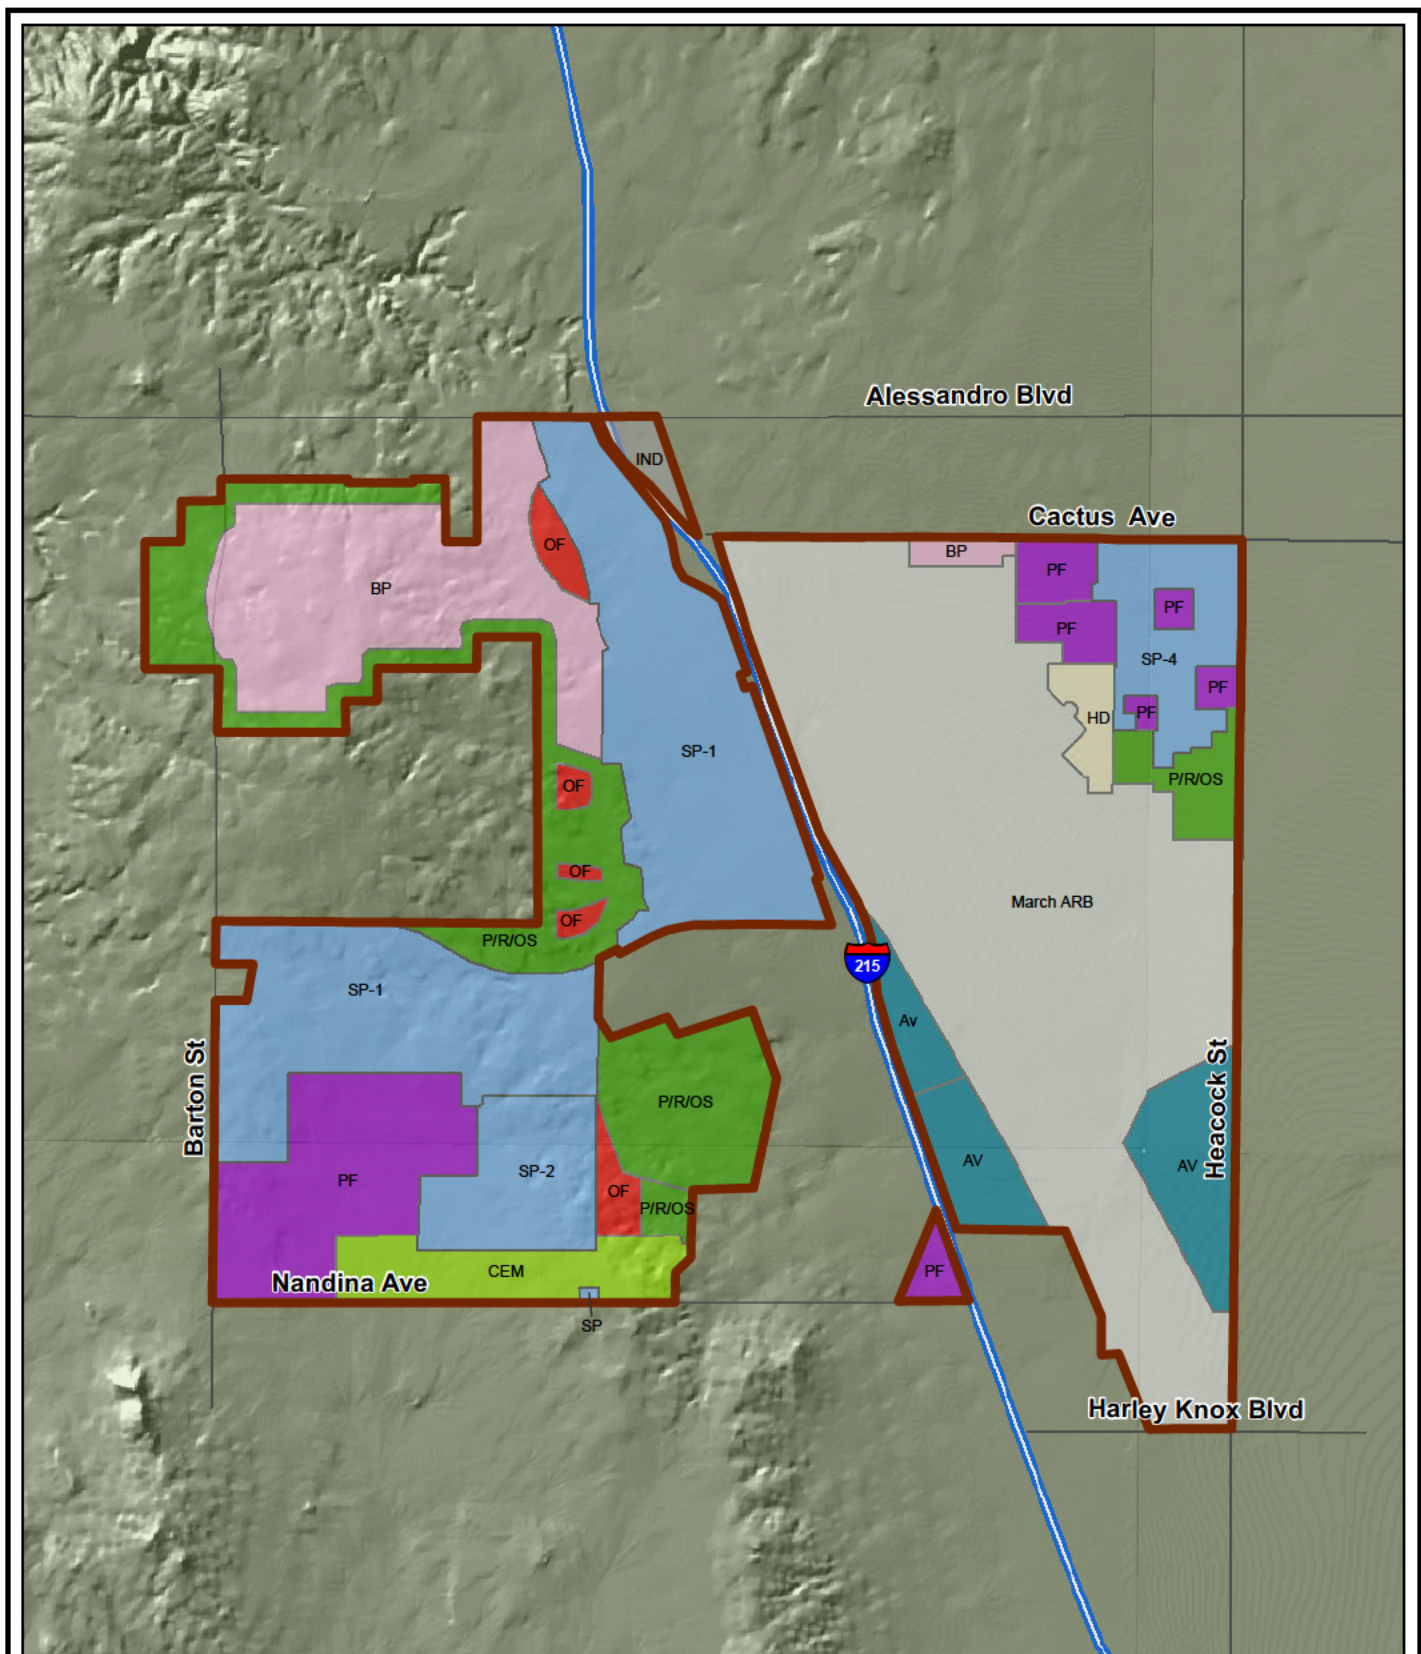 Alessandro Blvd
IND
Cactus Ave
OF
BP
BP
PF
PF
PF
SP-4
PF
PF
HD
SP-1
P/R/OS
OF
OF
March ARB
OF
P/R/OS
215
SP-1
Av
Barton St
Heacock St
P/R/OS
AV
AV
SP-2
PF
OF
P/R/OS
CEM
PF
Nandina Ave
SP
Harley Knox Blvd